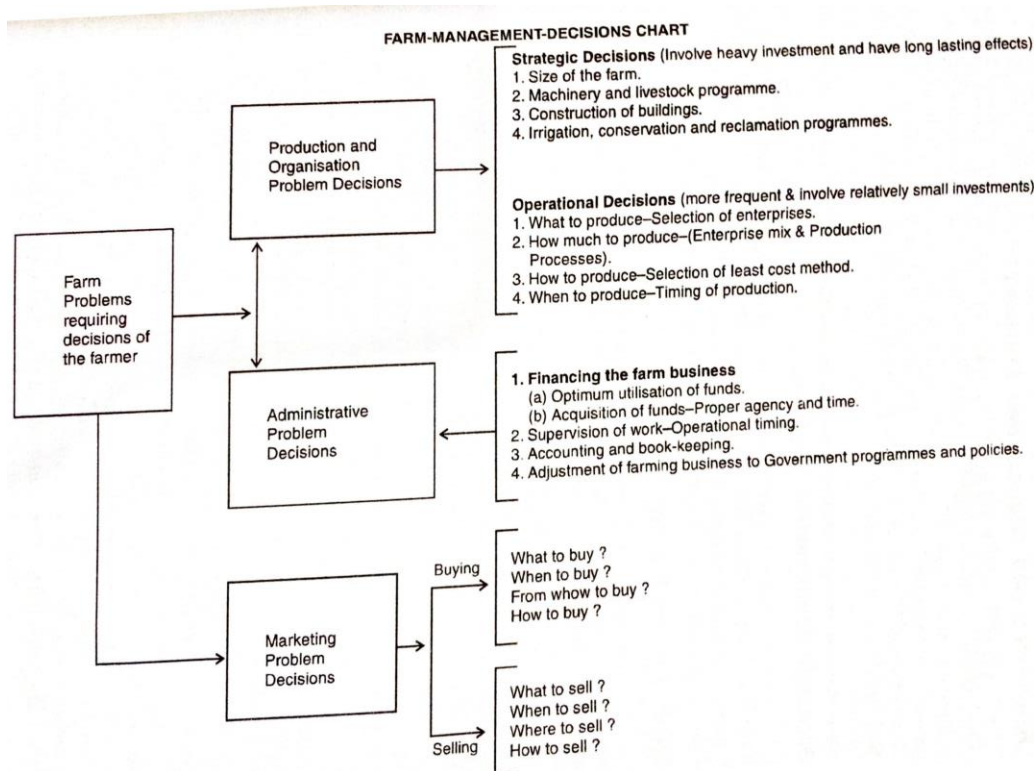 FARM-MANAGEMENT-DECISIONS CHART
Farm
Problems
requiring
decisions of
the farmer
Production and
Organisation
Problem Decisions
Strategic Decisions (Involve heavy investment and have long lasting effects)
1. Size of the farm.
2. Machinery and livestock programme.
3. Construction of buildings.
4. Irrigation, conservation and reclamation programmes.
Operational Decisions (more frequent & involve relatively small investments)
1. What to produce–Selection of enterprises.
2. How much to produce–(Enterprise mix & Production
Processes).
3. How to produce–Selection of least cost method.
4. When to produce–Timing of production.
Administrative
Problem
Decisions
1. Financing the farm business
(a) Optimum utilisation of funds.
(b) Acquisition of funds–Proper agency and time.
2. Supervision of work–Operational timing.
3. Accounting and book-keeping.
4. Adjustment of farming business to Government programmes and policies.
Marketing
Problem
Decisions
Buying
What to buy ?
When to buy ?
From whow to buy ?
How to buy ?
Selling
What to sell ?
When to sell ?
Where to sell ?
How to sell ?